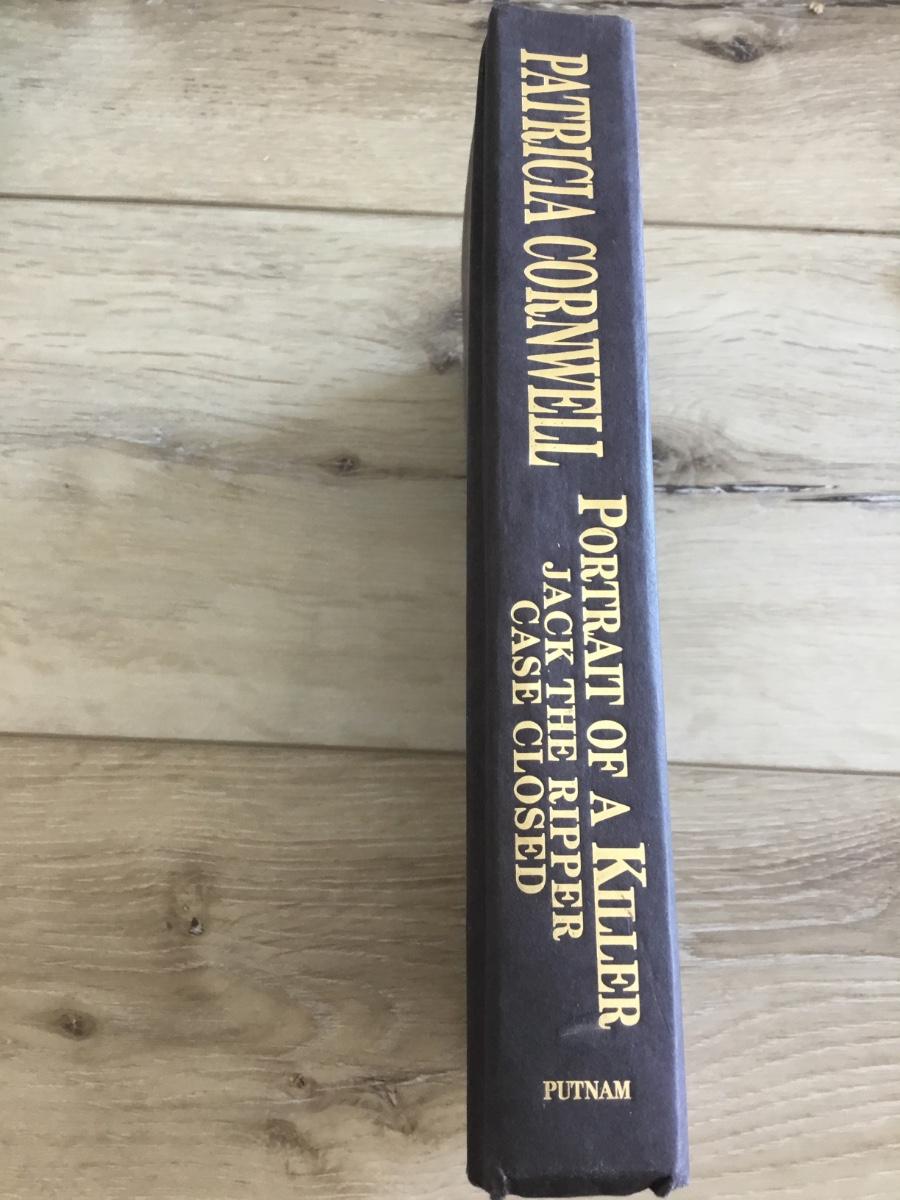 PATRICIA CORNWELL
PORTRAIT OF A KILLER
JACK THE RIPPER
CASE CLOSED
PUTNAM